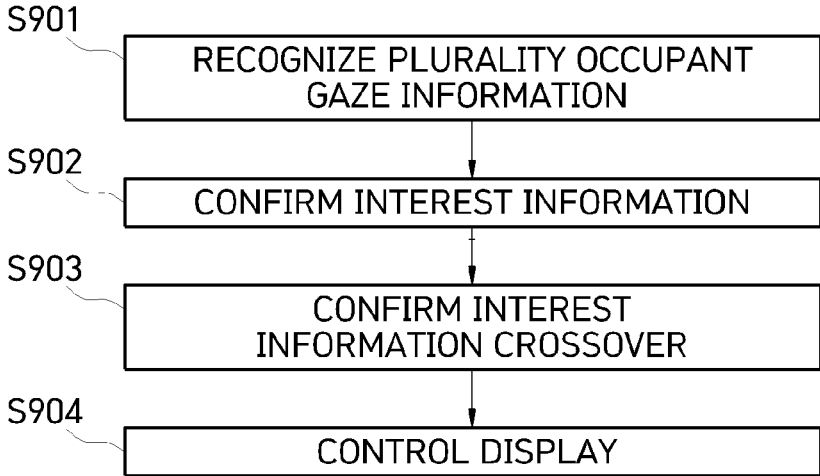 S901
RECOGNIZE PLURALITY OCCUPANT
GAZE INFORMATION
S902
CONFIRM INTEREST INFORMATION
S903
CONFIRM INTEREST
INFORMATION CROSSOVER
S904
CONTROL DISPLAY